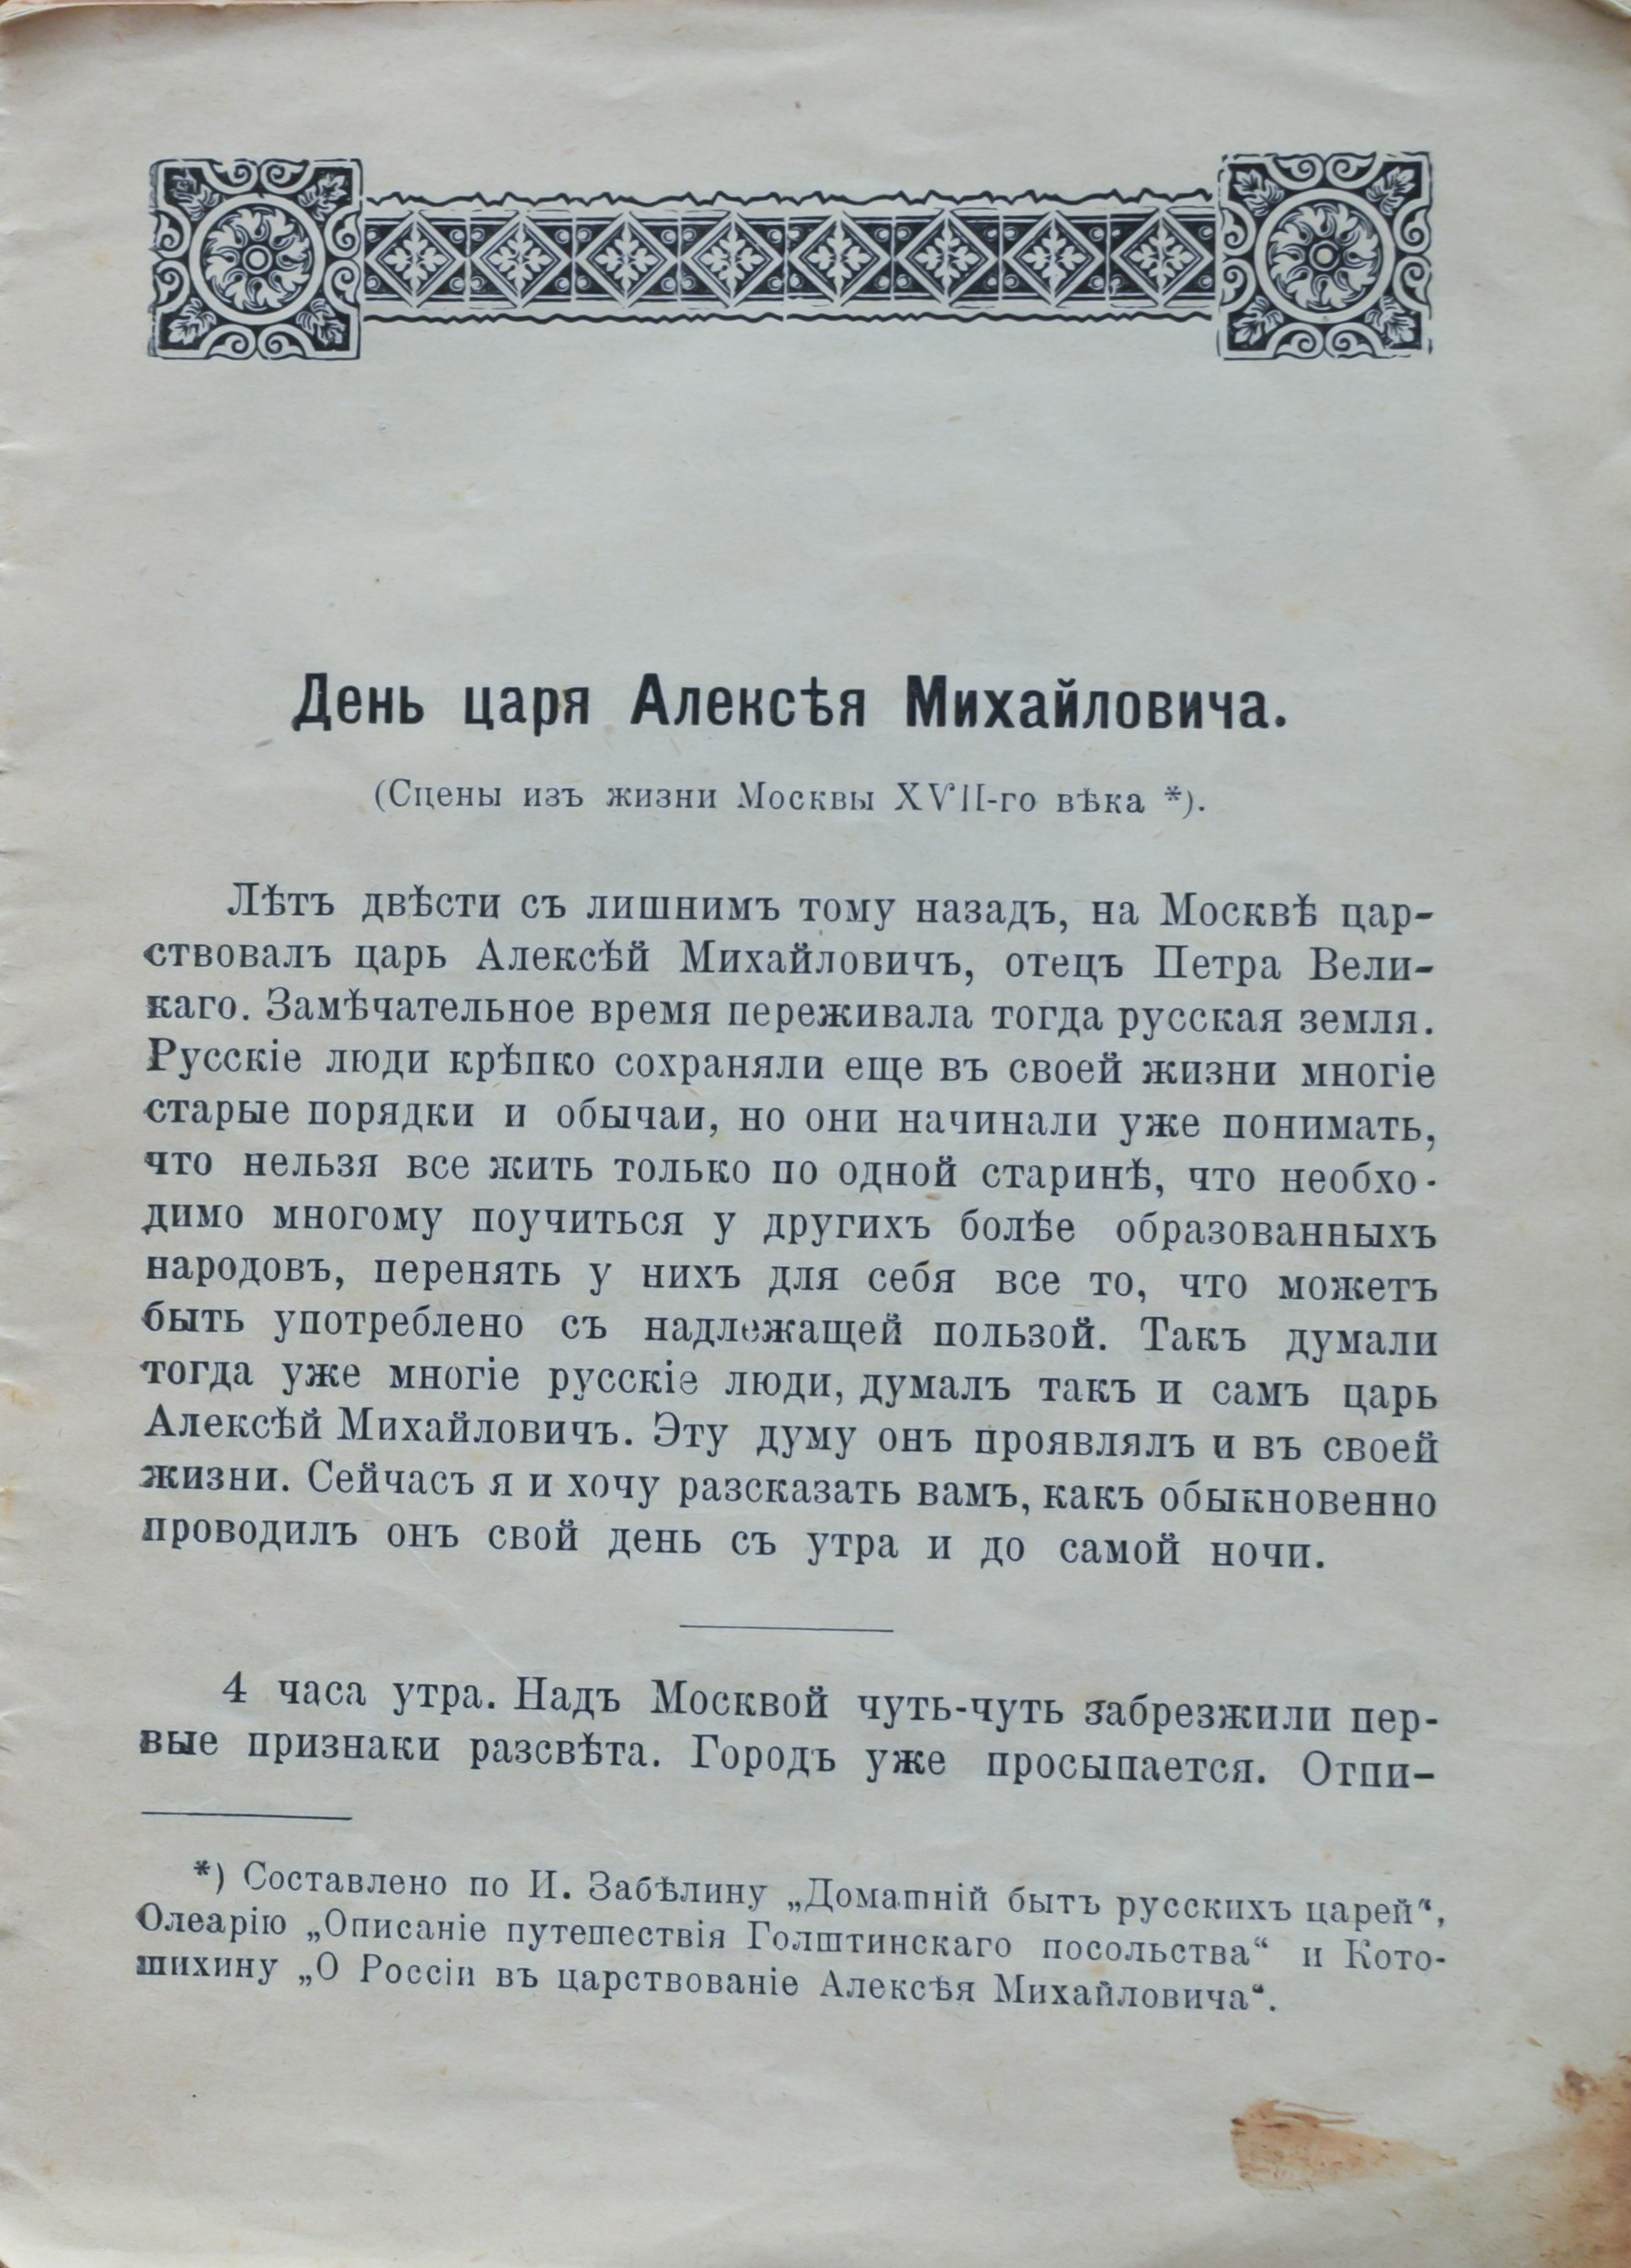 День царя Алексѣя Михайловича.
(Сцены изъ жизни Москвы XVII-го вѣка *).
Лѣтъ двѣсти съ лишнимъ тому назадъ, на Москвѣ цар-
ствовалъ царь Алексѣй Михайловичъ, отецъ Петра Вели-
каго. Замѣчательное время переживала тогда русская земля.
Русскіе люди крѣпко сохраняли еще въ своей жизни многіе
старые порядки и обычаи, но они начинали уже понимать,
что нельзя все жить только по одной старинѣ, что необхо-
димо многому поучиться у другихъ болѣе образованныхъ
народовъ, перенять у нихъ для себя все то, что можетъ
быть употреблено съ надлежащей пользой. Такъ думали
тогда уже многіе русскіе люди, думалъ такъ и самъ царь
Алексѣй Михайловичъ. Эту думу онъ проявлялъ и въ своей
жизни. Сейчасъ я и хочу разсказать вамъ, какъ обыкновенно
проводилъ онъ свой день съ утра и до самой ночи.
4 часа утра. Надъ Москвой чуть-чуть забрезжили пер-
вые признаки разсвѣта. Городъ уже просыпается. Отпи-
*) Составлено по И. Забѣлину „Домашній бытъ русскихъ царей“,
Олеарію „Описаніе путешествія Голштинскаго посольства“ и Кото-
шихину „О Россіи въ царствованіе Алексѣя Михайловича“.